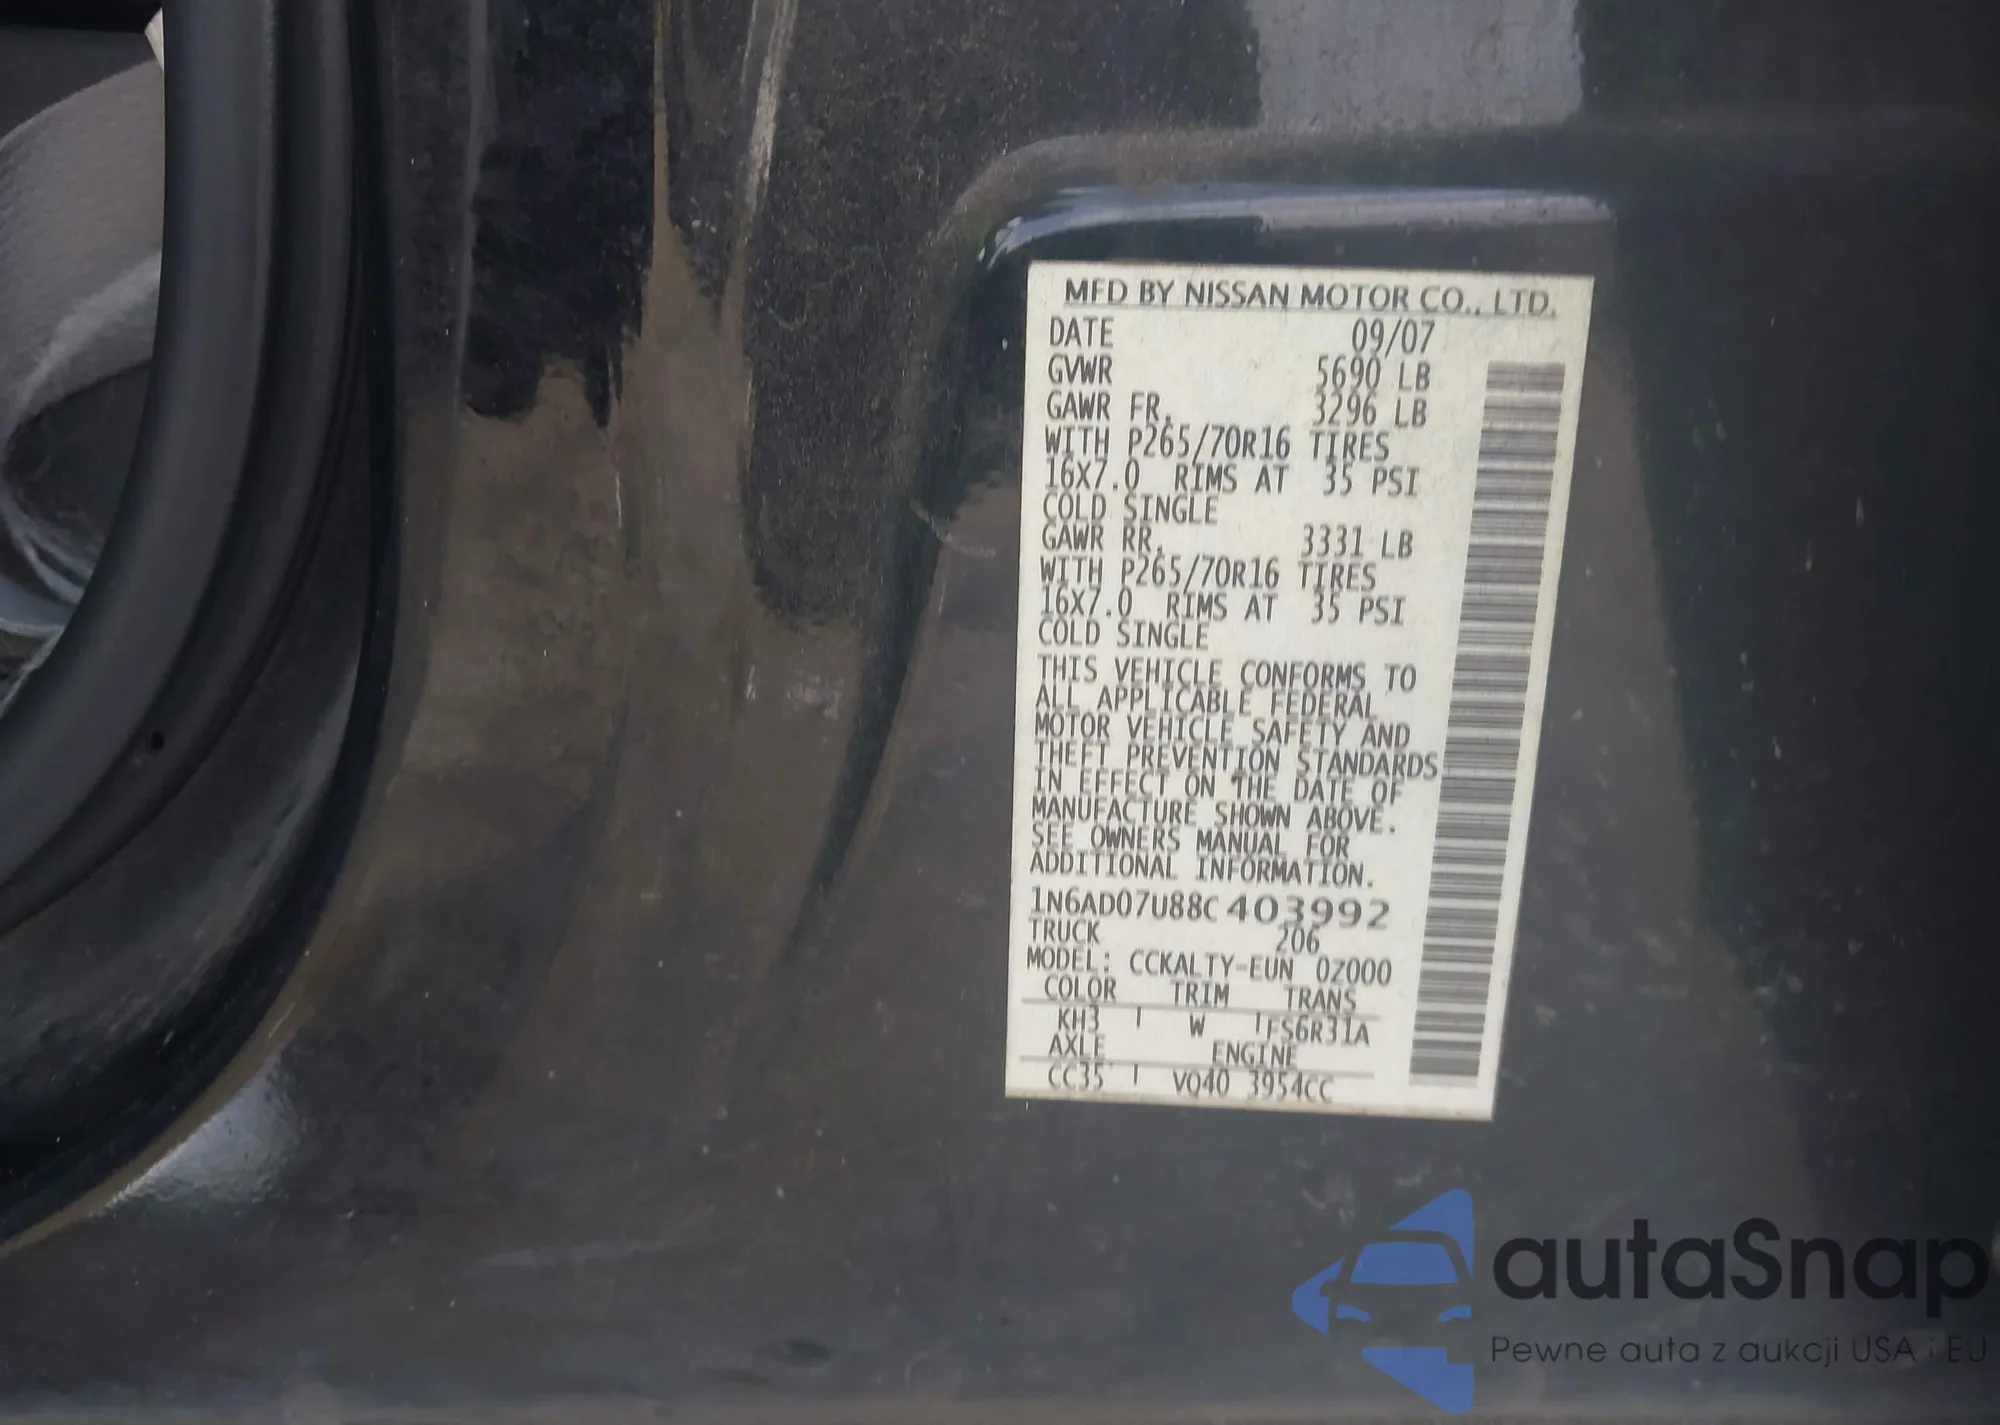 MFD BY NISSAN MOTOR CO., LTD.
DATE 09/07
GVWR 5690 LB
GAWR FR. 3296 LB
WITH P265/70R16 TIRES
16X7.0 RIMS AT 35 PSI
COLD SINGLE
GAWR RR. 3331 LB
WITH P265/70R16 TIRES
16X7.0 RIMS AT 35 PSI
COLD SINGLE
THIS VEHICLE CONFORMS TO
ALL APPLICABLE FEDERAL
MOTOR VEHICLE SAFETY AND
THEFT PREVENTION STANDARDS
IN EFFECT ON THE DATE OF
MANUFACTURE SHOWN ABOVE.
SEE OWNERS MANUAL FOR
ADDITIONAL INFORMATION.
1N6AD07U88C403992
TRUCK 206
MODEL: CCKALTY-EUN 0Z000
COLOR TRIM TRANS
KH3 W FS6R31A
AXLE ENGINE
CC35 VQ40 3954CC
autaSnap
Pewne auta z aukcji USA i EU